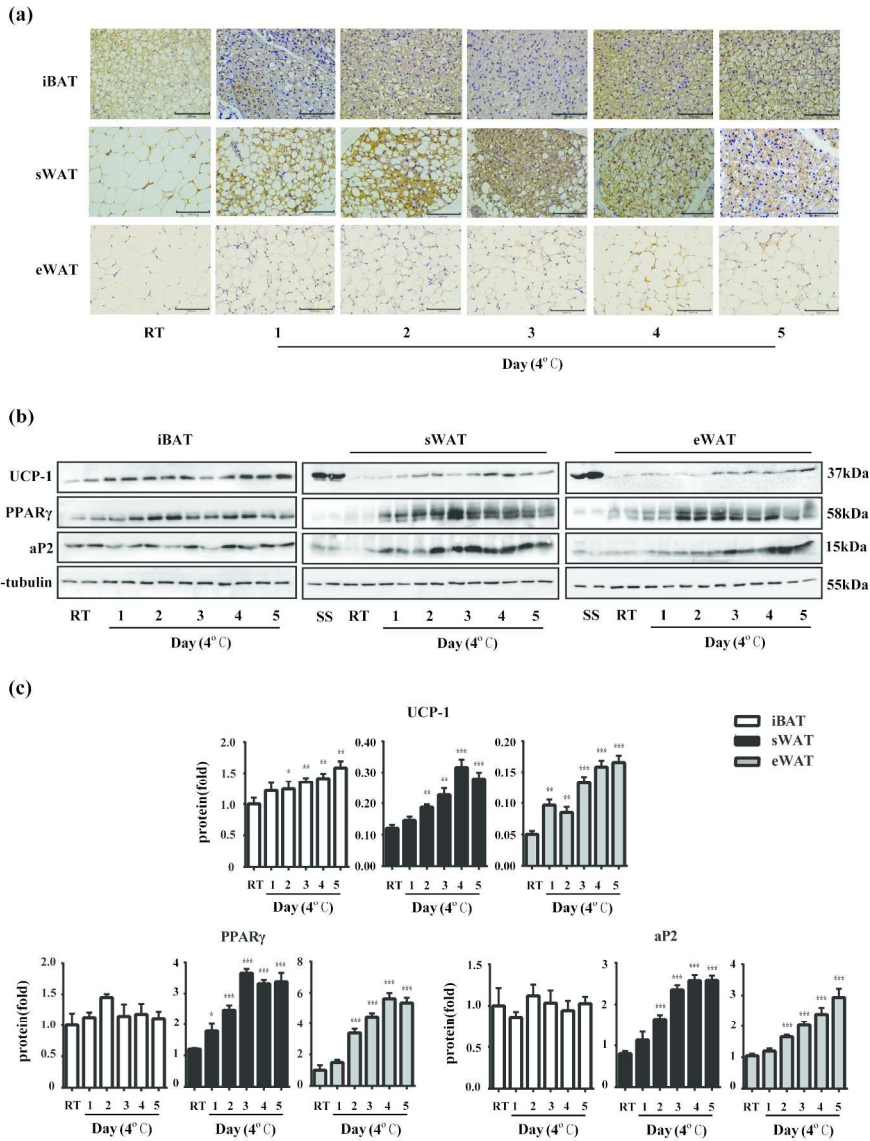 (a)
iBAT
sWAT
eWAT
RT 1 2 3 4 5
Day (4°C)
(b)
iBAT sWAT eWAT
UCP-1 37kDa
PPARγ 58kDa
aP2 15kDa
-tubulin 55kDa
RT 1 2 3 4 5 SS RT 1 2 3 4 5 SS RT 1 2 3 4 5
Day (4°C) Day (4°C) Day (4°C)
(c)
UCP-1
iBAT
sWAT
eWAT
protein(fold)
2.0 0.40 0.20
1.5 0.30 0.15
1.0 0.20 0.10
0.5 0.10 0.05
0 0.00 0.00
* ** ** **
** ** *** ***
** ** *** *** ***
RT 1 2 3 4 5 RT 1 2 3 4 5 RT 1 2 3 4 5
Day (4°C) Day (4°C) Day (4°C)
PPARγ aP2
protein(fold)
2.0 4 8
1.5 3 6
1.0 2 4
0.5 1 2
0.0 0 0
* *** *** *** ***
*** *** *** ***
RT 1 2 3 4 5 RT 1 2 3 4 5 RT 1 2 3 4 5
Day (4°C) Day (4°C) Day (4°C)
protein(fold)
1.5 3 4
1.0 2 3
0.5 1 2
0.0 0 1
0
*** *** *** ***
*** *** *** ***
RT 1 2 3 4 5 RT 1 2 3 4 5 RT 1 2 3 4 5
Day (4°C) Day (4°C) Day (4°C)